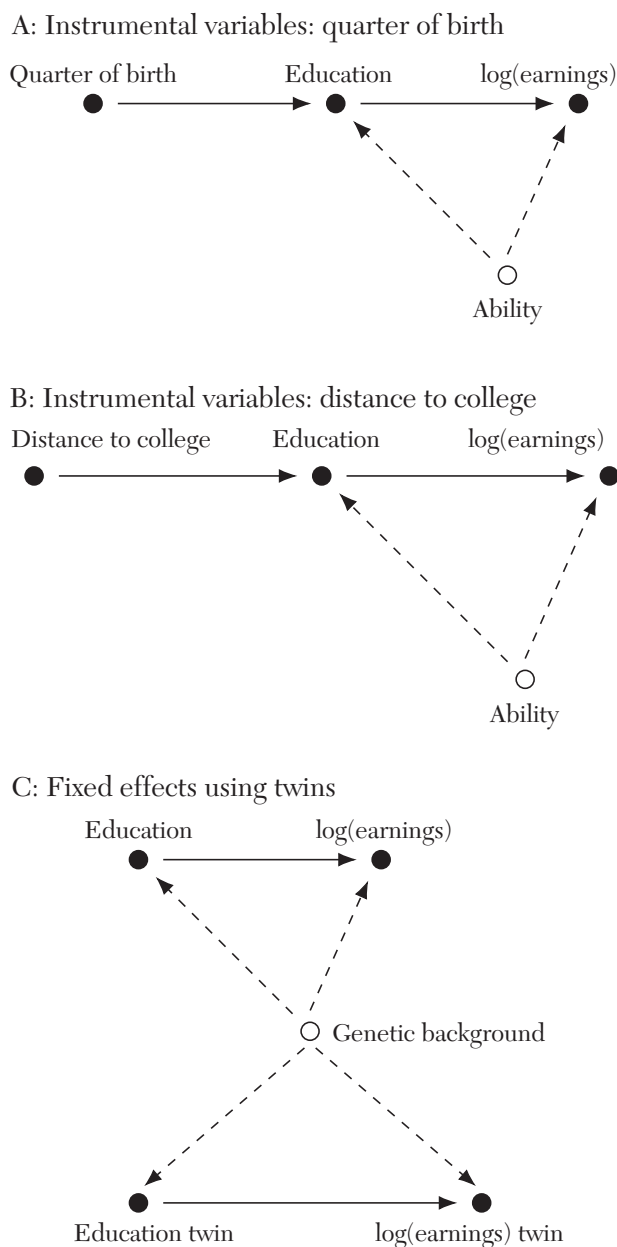 A: Instrumental variables: quarter of birth
Quarter of birth Education log(earnings)
Ability
B: Instrumental variables: distance to college
Distance to college Education log(earnings)
Ability
C: Fixed effects using twins
Education log(earnings)
Genetic background
Education twin log(earnings) twin